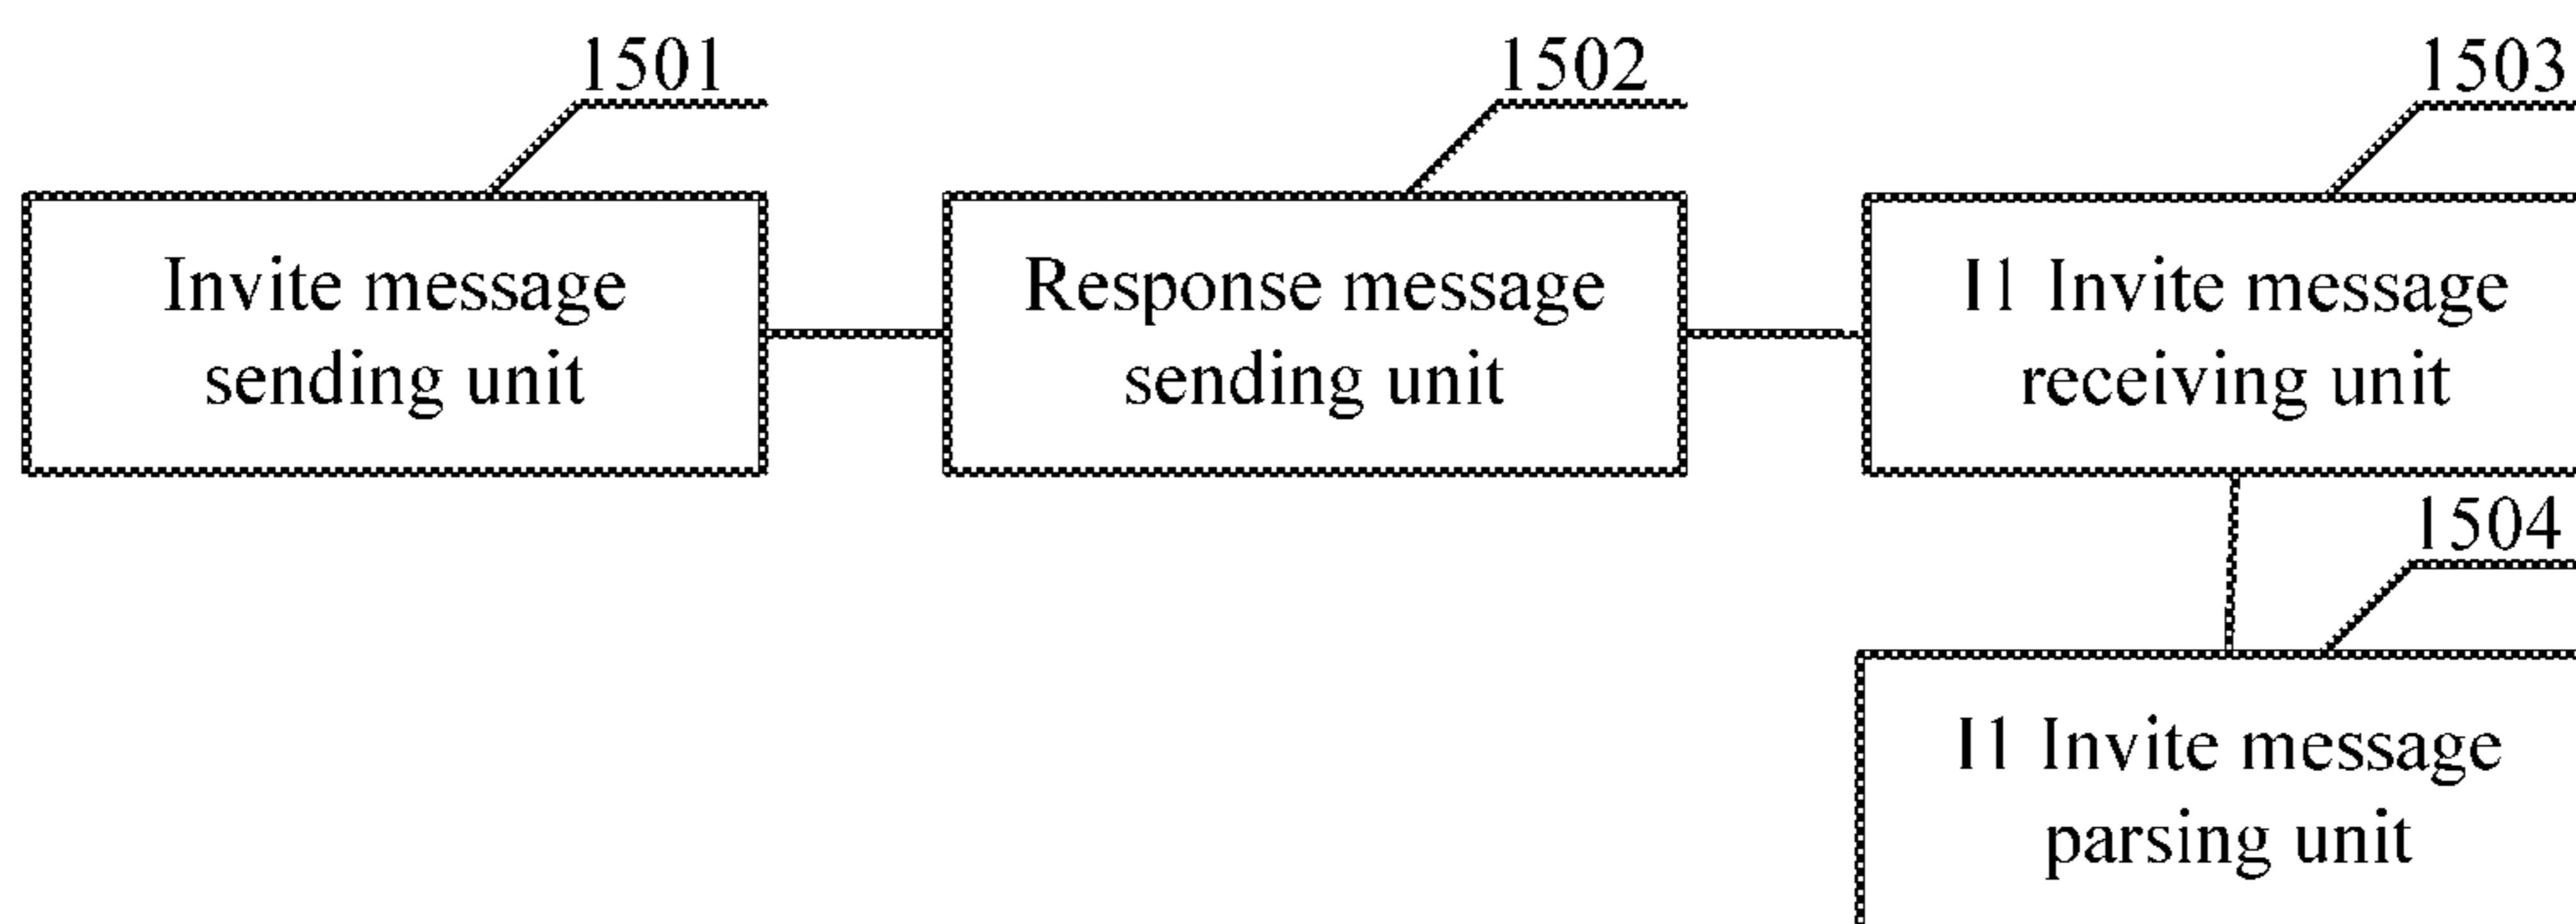 1501
1502
1503
Invite message
sending unit
Response message
sending unit
I1 Invite message
receiving unit
1504
I1 Invite message
parsing unit